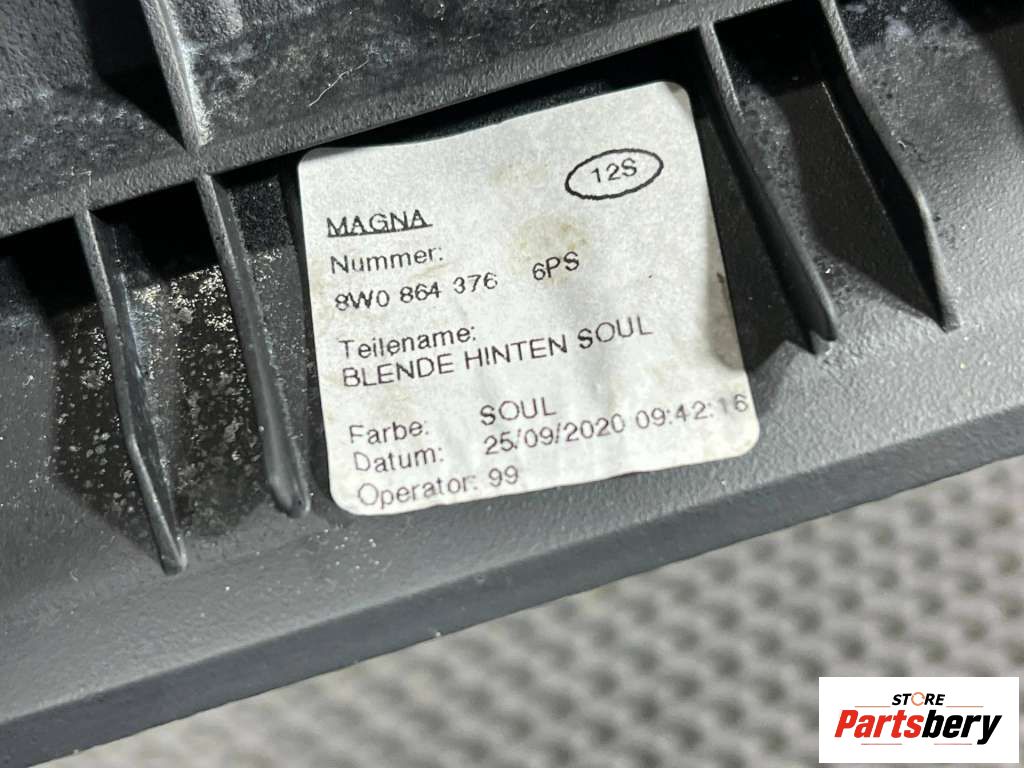 12S
MAGNA
Nummer:
8W0 864 376 6PS
Teilename:
BLENDE HINTEN SOUL
Farbe: SOUL
Datum: 25/09/2020 09:42:16
Operator: 99
STORE
Partsbery